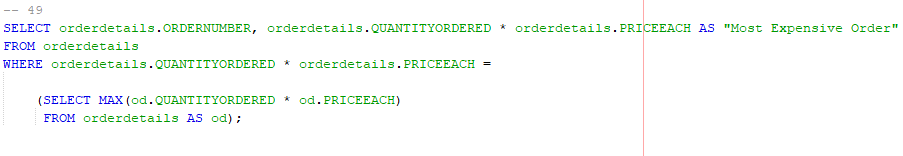 -- 49
SELECT orderdetails.ORDERNUMBER, orderdetails.QUANTITYORDERED * orderdetails.PRICEEACH AS "Most Expensive Order"
FROM orderdetails
WHERE orderdetails.QUANTITYORDERED * orderdetails.PRICEEACH =
(SELECT MAX(od.QUANTITYORDERED * od.PRICEEACH)
FROM orderdetails AS od);